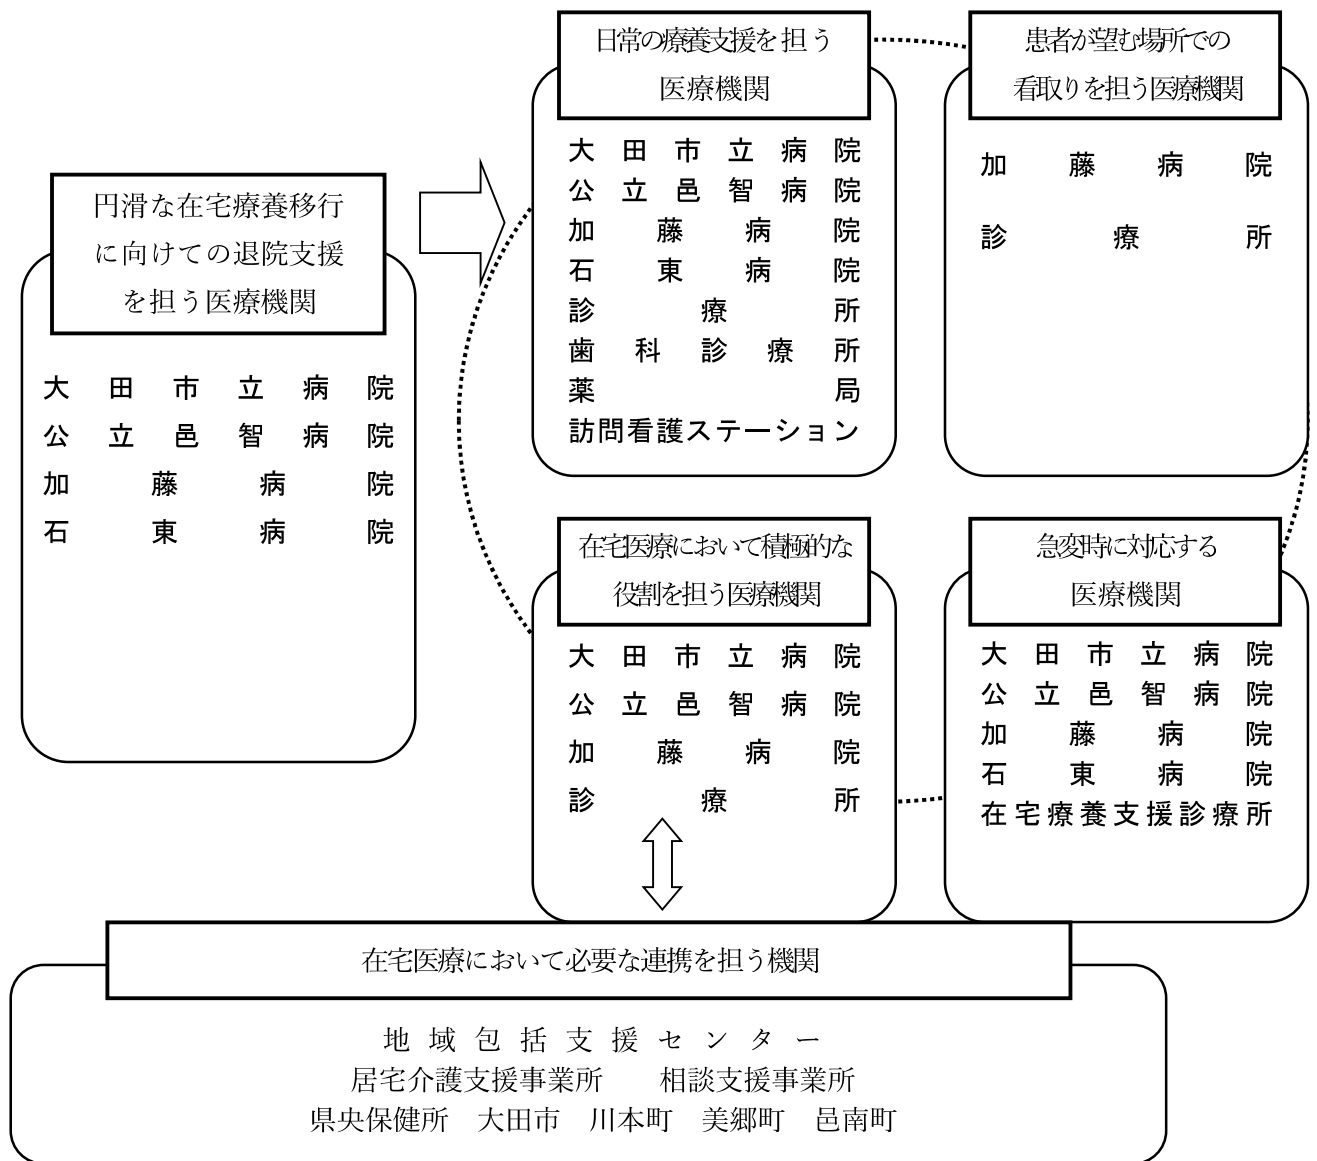 円滑な在宅療養移行
に向けての退院支援
を担う医療機関
大田市立病院
公立邑智病院
加藤病院
石東病院
日常の療養支援を担う
医療機関
大田市立病院
公立邑智病院
加藤病院
石東病院
診療所
歯科診療所
薬局
訪問看護ステーション
患者が望む場所での
看取りを担う医療機関
加藤病院
診療所
在宅医療において積極的な
役割を担う医療機関
大田市立病院
公立邑智病院
加藤病院
診療所
急変時に対応する
医療機関
大田市立病院
公立邑智病院
加藤病院
石東病院
在宅療養支援診療所
在宅医療において必要な連携を担う機関
地域包括支援センター
居宅介護支援事業所　相談支援事業所
県央保健所　大田市　川本町　美郷町　邑南町